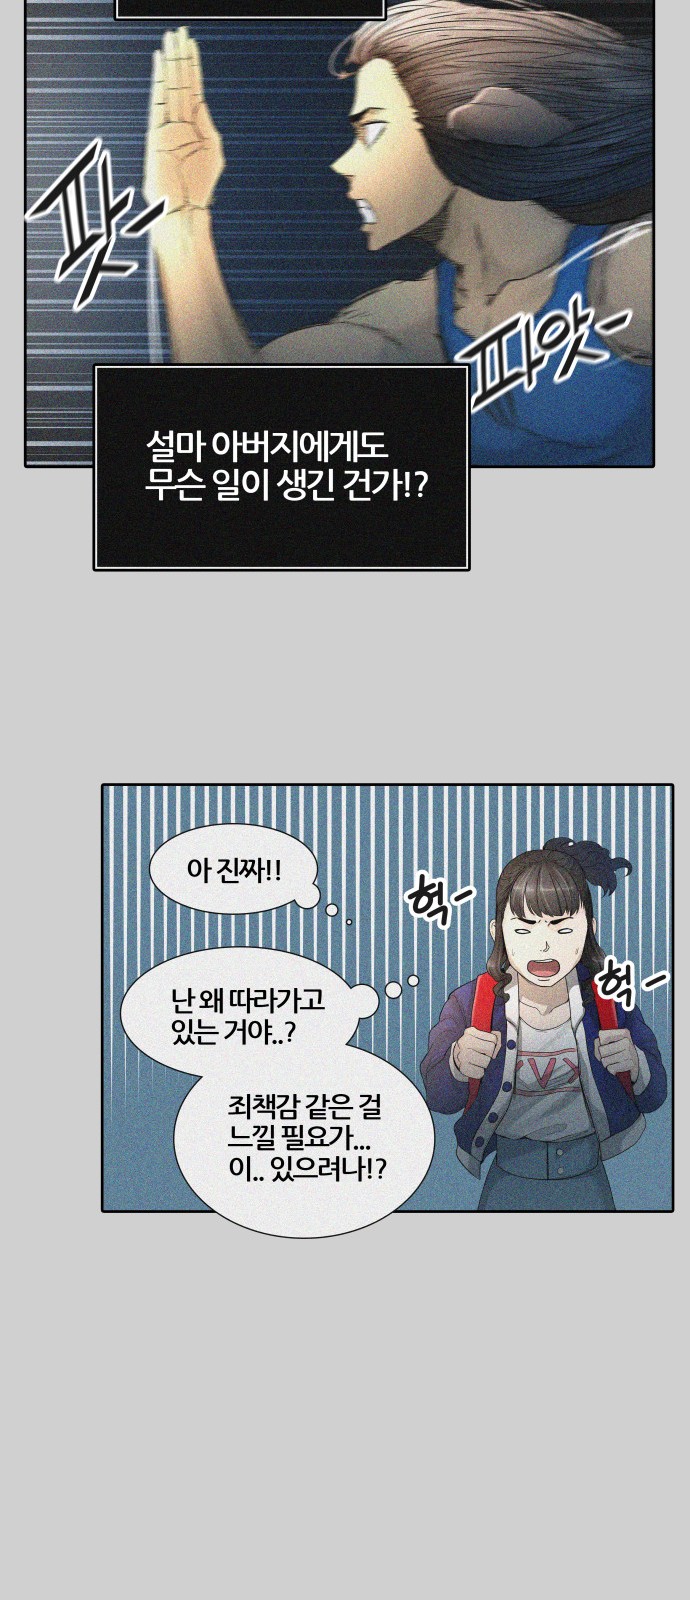 팟-
파앗-
설마 아버지에게도
무슨 일이 생긴 건가!?
아 진짜!!
헉-
난 왜 따라가고
있는 거야..?
헉-
죄책감 같은 걸
느낄 필요가...
이.. 있으려나!?
XVX